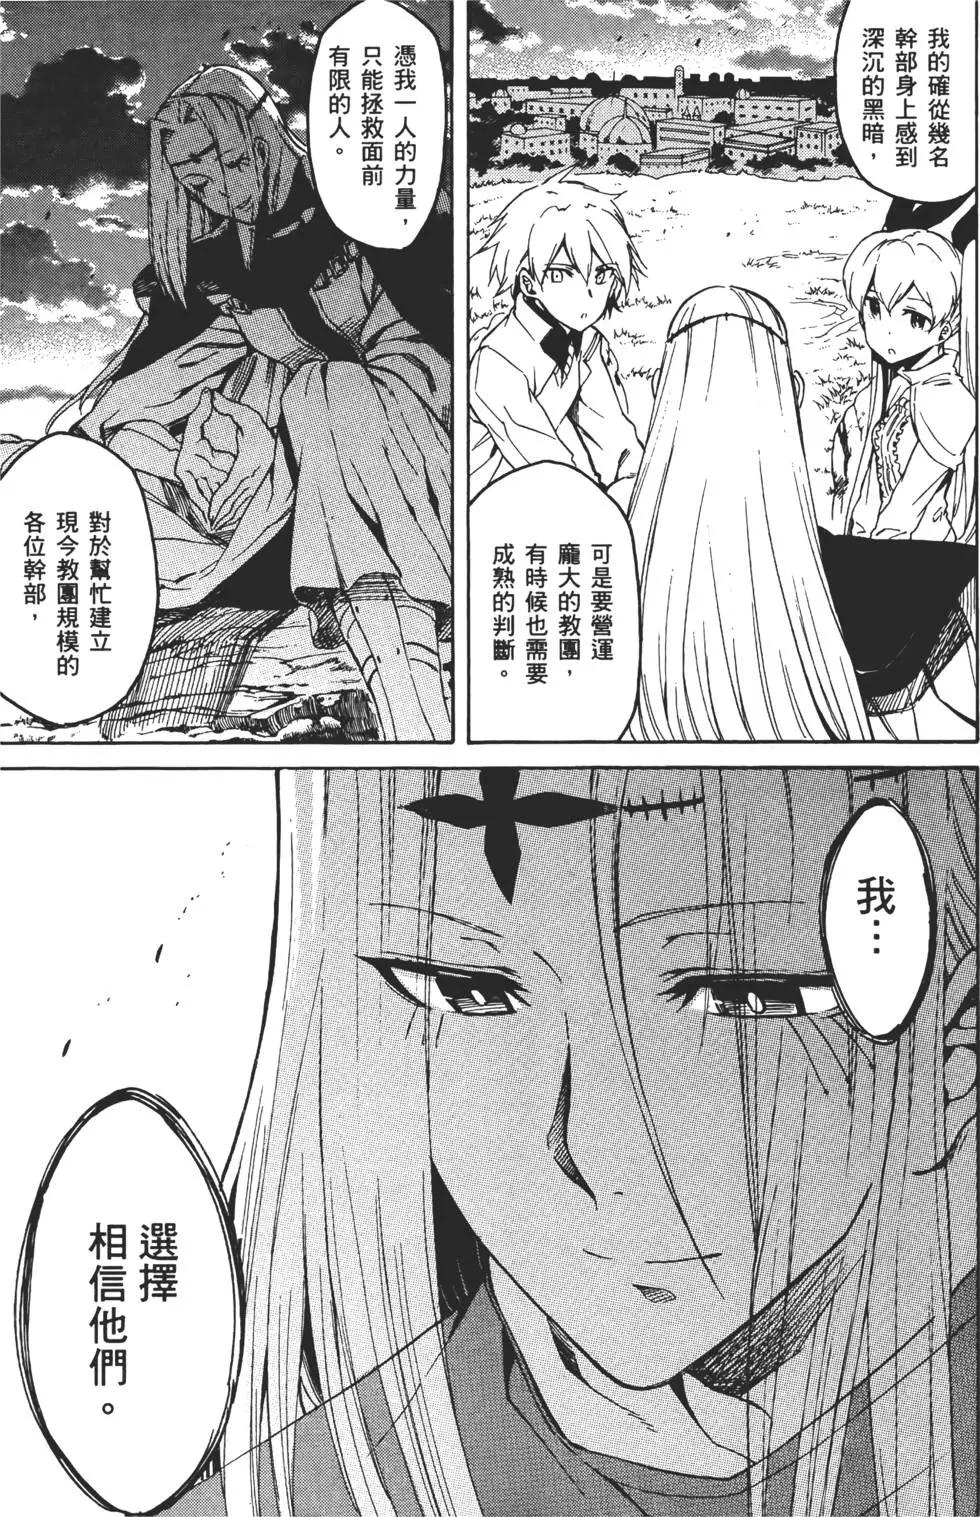 我的確從幾名
幹部身上感到
深沉的黑暗，
可是要營運
龐大的教團，
有時候也需要
成熟的判斷。
憑我一人的力量，
只能拯救面前
有限的人。
對於幫忙建立
現今教團規模的
各位幹部，
我…
選擇
相信他們。